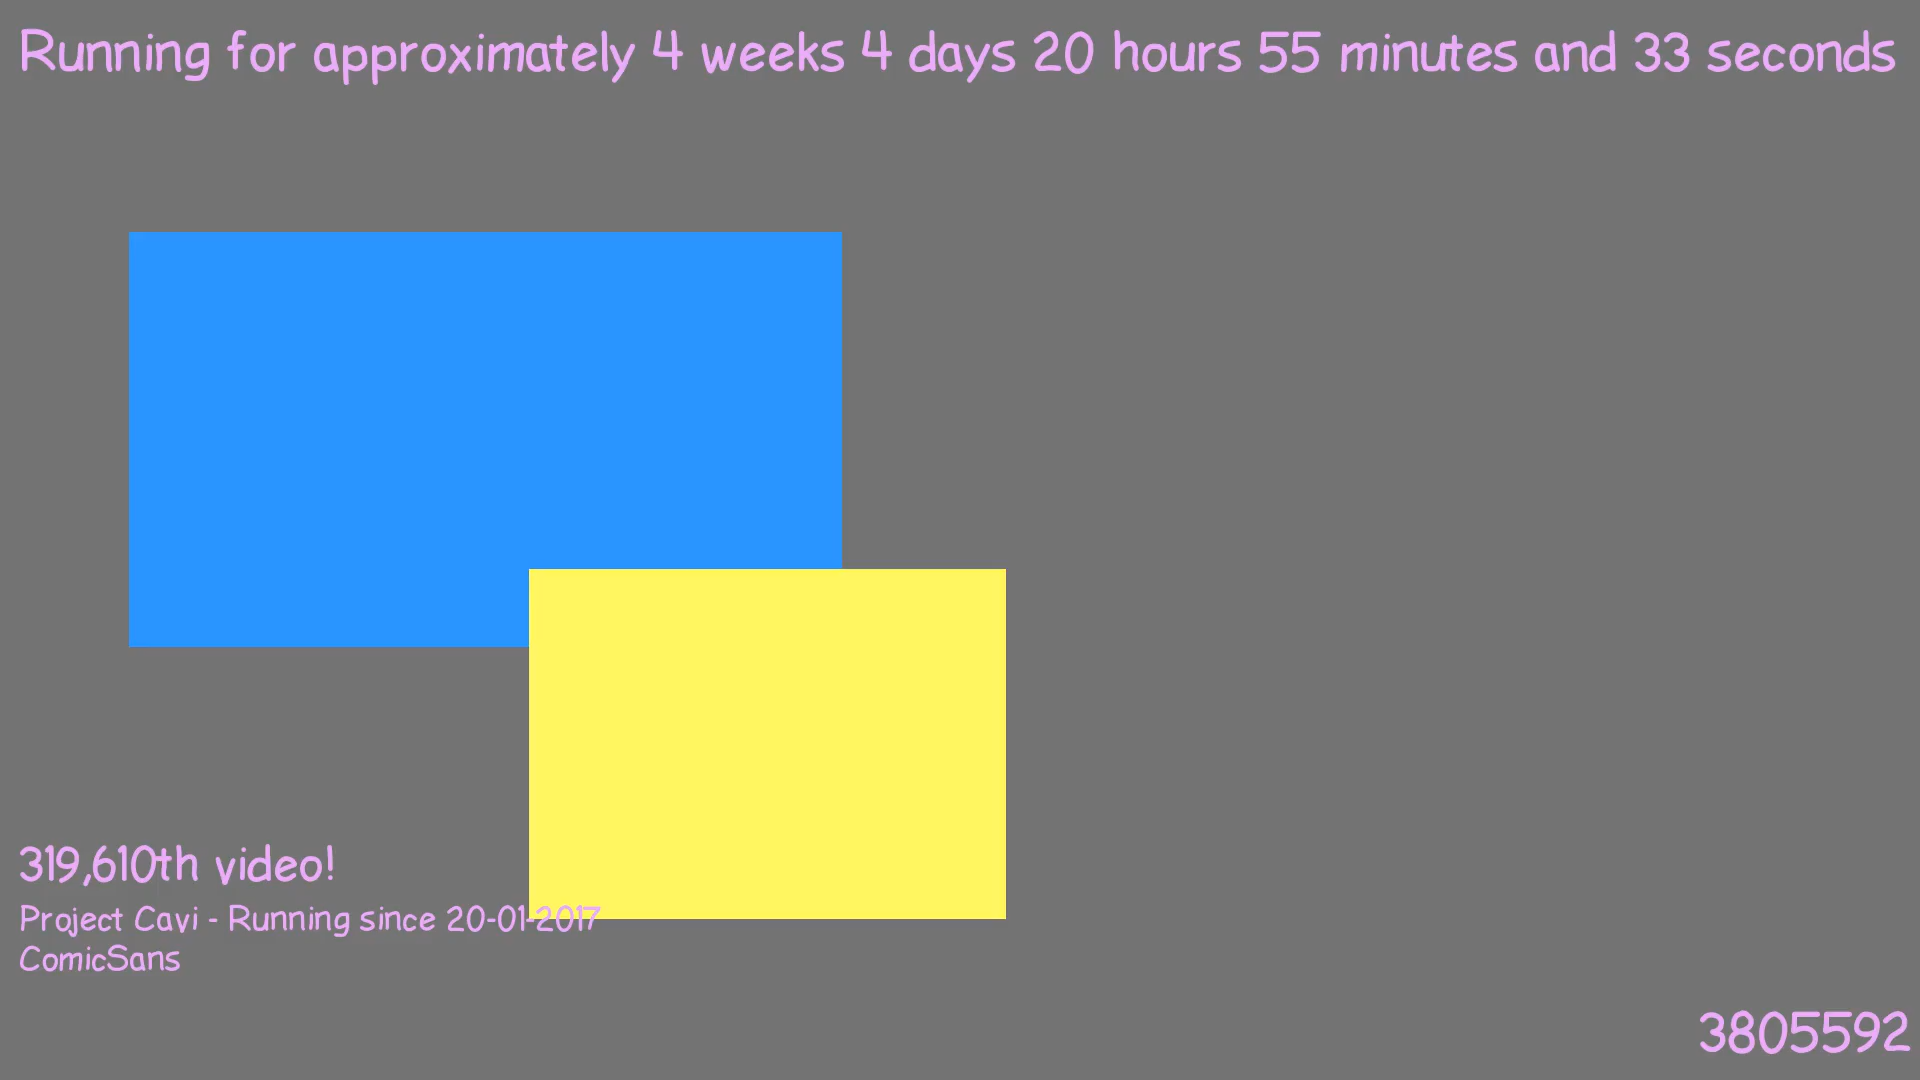 Running for approximately 4 weeks 4 days 20 hours 55 minutes and 33 seconds
319,610th video!
Project Cavi - Running since 20-01-2017
ComicSans
3805592